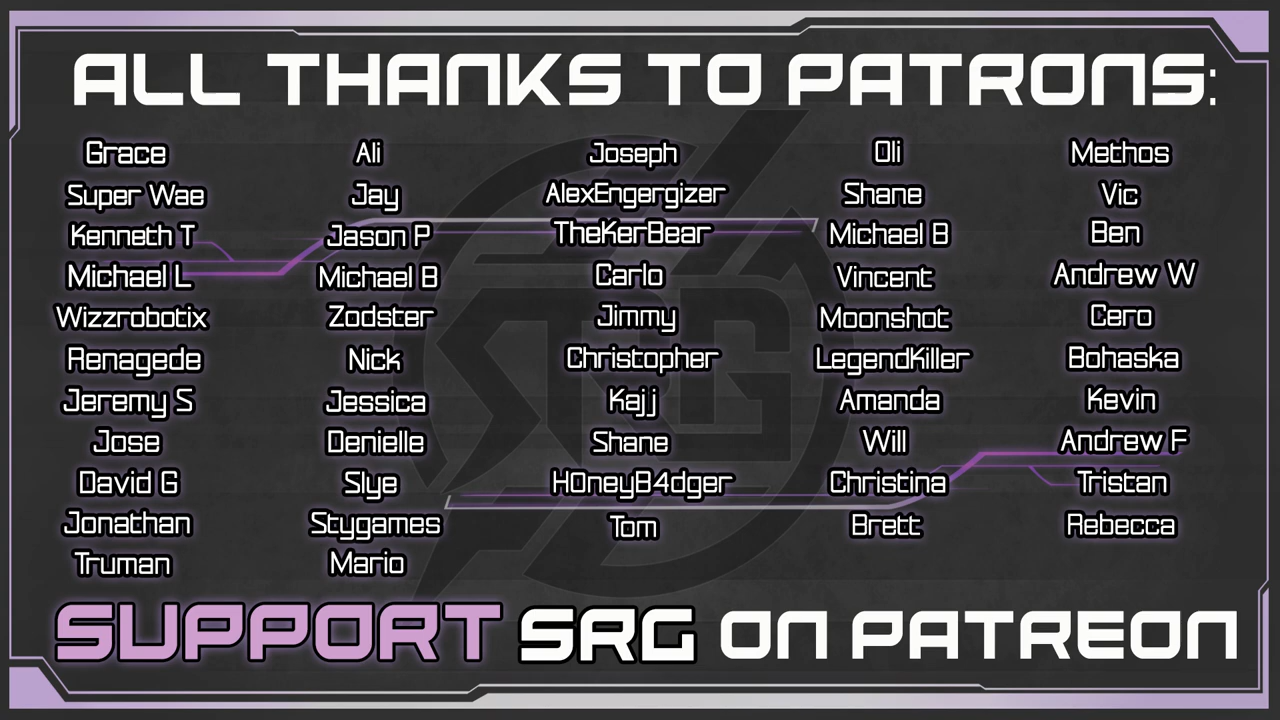 ALL THANKS TO PATRONS:
Grace Ali Joseph Oli Methos
Super Wae Jay AlexEngergizer Shane Vic
Kenneth T Jason P TheKerBear Michael B Ben
Michael L Michael B Carlo Vincent Andrew W
Wizzrobotix Zodster Jimmy Moonshot Cero
Renagede Nick Christopher LegendKiller Bohaska
Jeremy S Jessica Kajj Amanda Kevin
Jose Denielle Shane Will Andrew F
David G Slye H0neyB4dger Christina Tristan
Jonathan Stygames Tom Brett Rebecca
Truman Mario
SUPPORT SRG ON PATREON